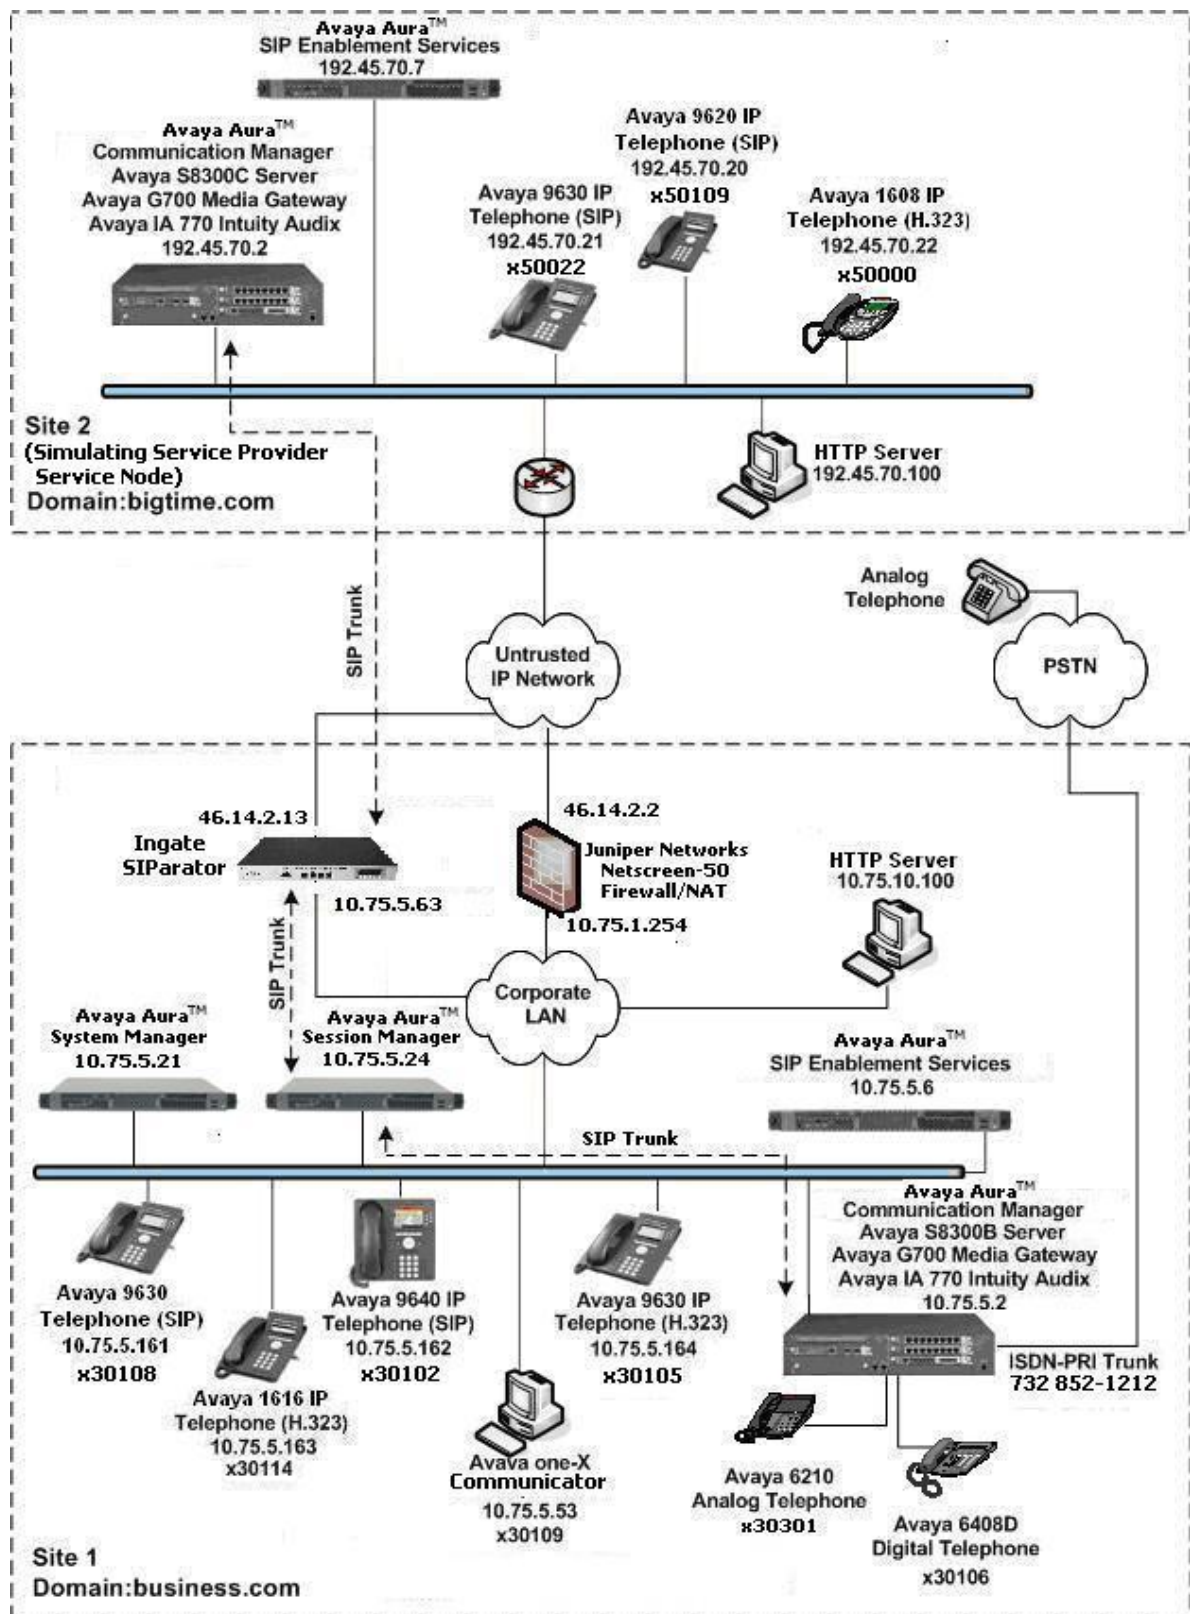 Avaya Aura™
SIP Enablement Services
192.45.70.7
Avaya Aura™
Communication Manager
Avaya S8300C Server
Avaya G700 Media Gateway
Avaya IA 770 Intuity Audix
192.45.70.2
Avaya 9630 IP
Telephone (SIP)
192.45.70.21
x50022
Avaya 9620 IP
Telephone (SIP)
192.45.70.20
x50109
Avaya 1608 IP
Telephone (H.323)
192.45.70.22
x50000
Site 2
(Simulating Service Provider
Service Node)
Domain:bigtime.com
HTTP Server
192.45.70.100
SIP Trunk
Untrusted
IP Network
Analog
Telephone
PSTN
46.14.2.13
Ingate
SIParator
10.75.5.63
46.14.2.2
Juniper Networks
Netscreen-50
Firewall/NAT
10.75.1.254
HTTP Server
10.75.10.100
SIP Trunk
Corporate
LAN
Avaya Aura™
System Manager
10.75.5.21
Avaya Aura™
Session Manager
10.75.5.24
Avaya Aura™
SIP Enablement Services
10.75.5.6
SIP Trunk
Avaya Aura™
Communication Manager
Avaya S8300B Server
Avaya G700 Media Gateway
Avaya IA 770 Intuity Audix
10.75.5.2
Avaya 9630
Telephone (SIP)
10.75.5.161
x30108
Avaya 1616 IP
Telephone (H.323)
10.75.5.163
x30114
Avaya 9640 IP
Telephone (SIP)
10.75.5.162
x30102
Avaya one-X
Communicator
10.75.5.53
x30109
Avaya 9630 IP
Telephone (H.323)
10.75.5.164
x30105
ISDN-PRI Trunk
732 852-1212
Avaya 6210
Analog Telephone
x30301
Avaya 6408D
Digital Telephone
x30106
Site 1
Domain:business.com